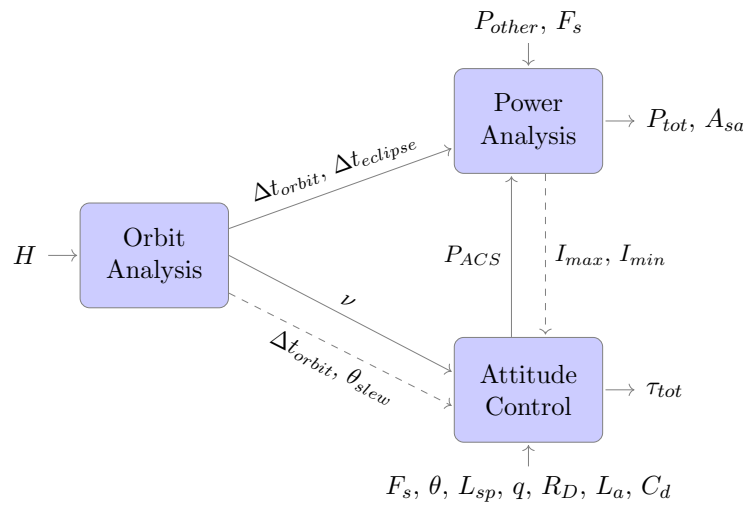 P_other, F_s
Power
Analysis
P_tot, A_sa
Δt_orbit, Δt_eclipse
H
Orbit
Analysis
P_ACS
I_max, I_min
ν
Δt_orbit, θ_slew
Attitude
Control
τ_tot
F_s, θ, L_sp, q, R_D, L_a, C_d